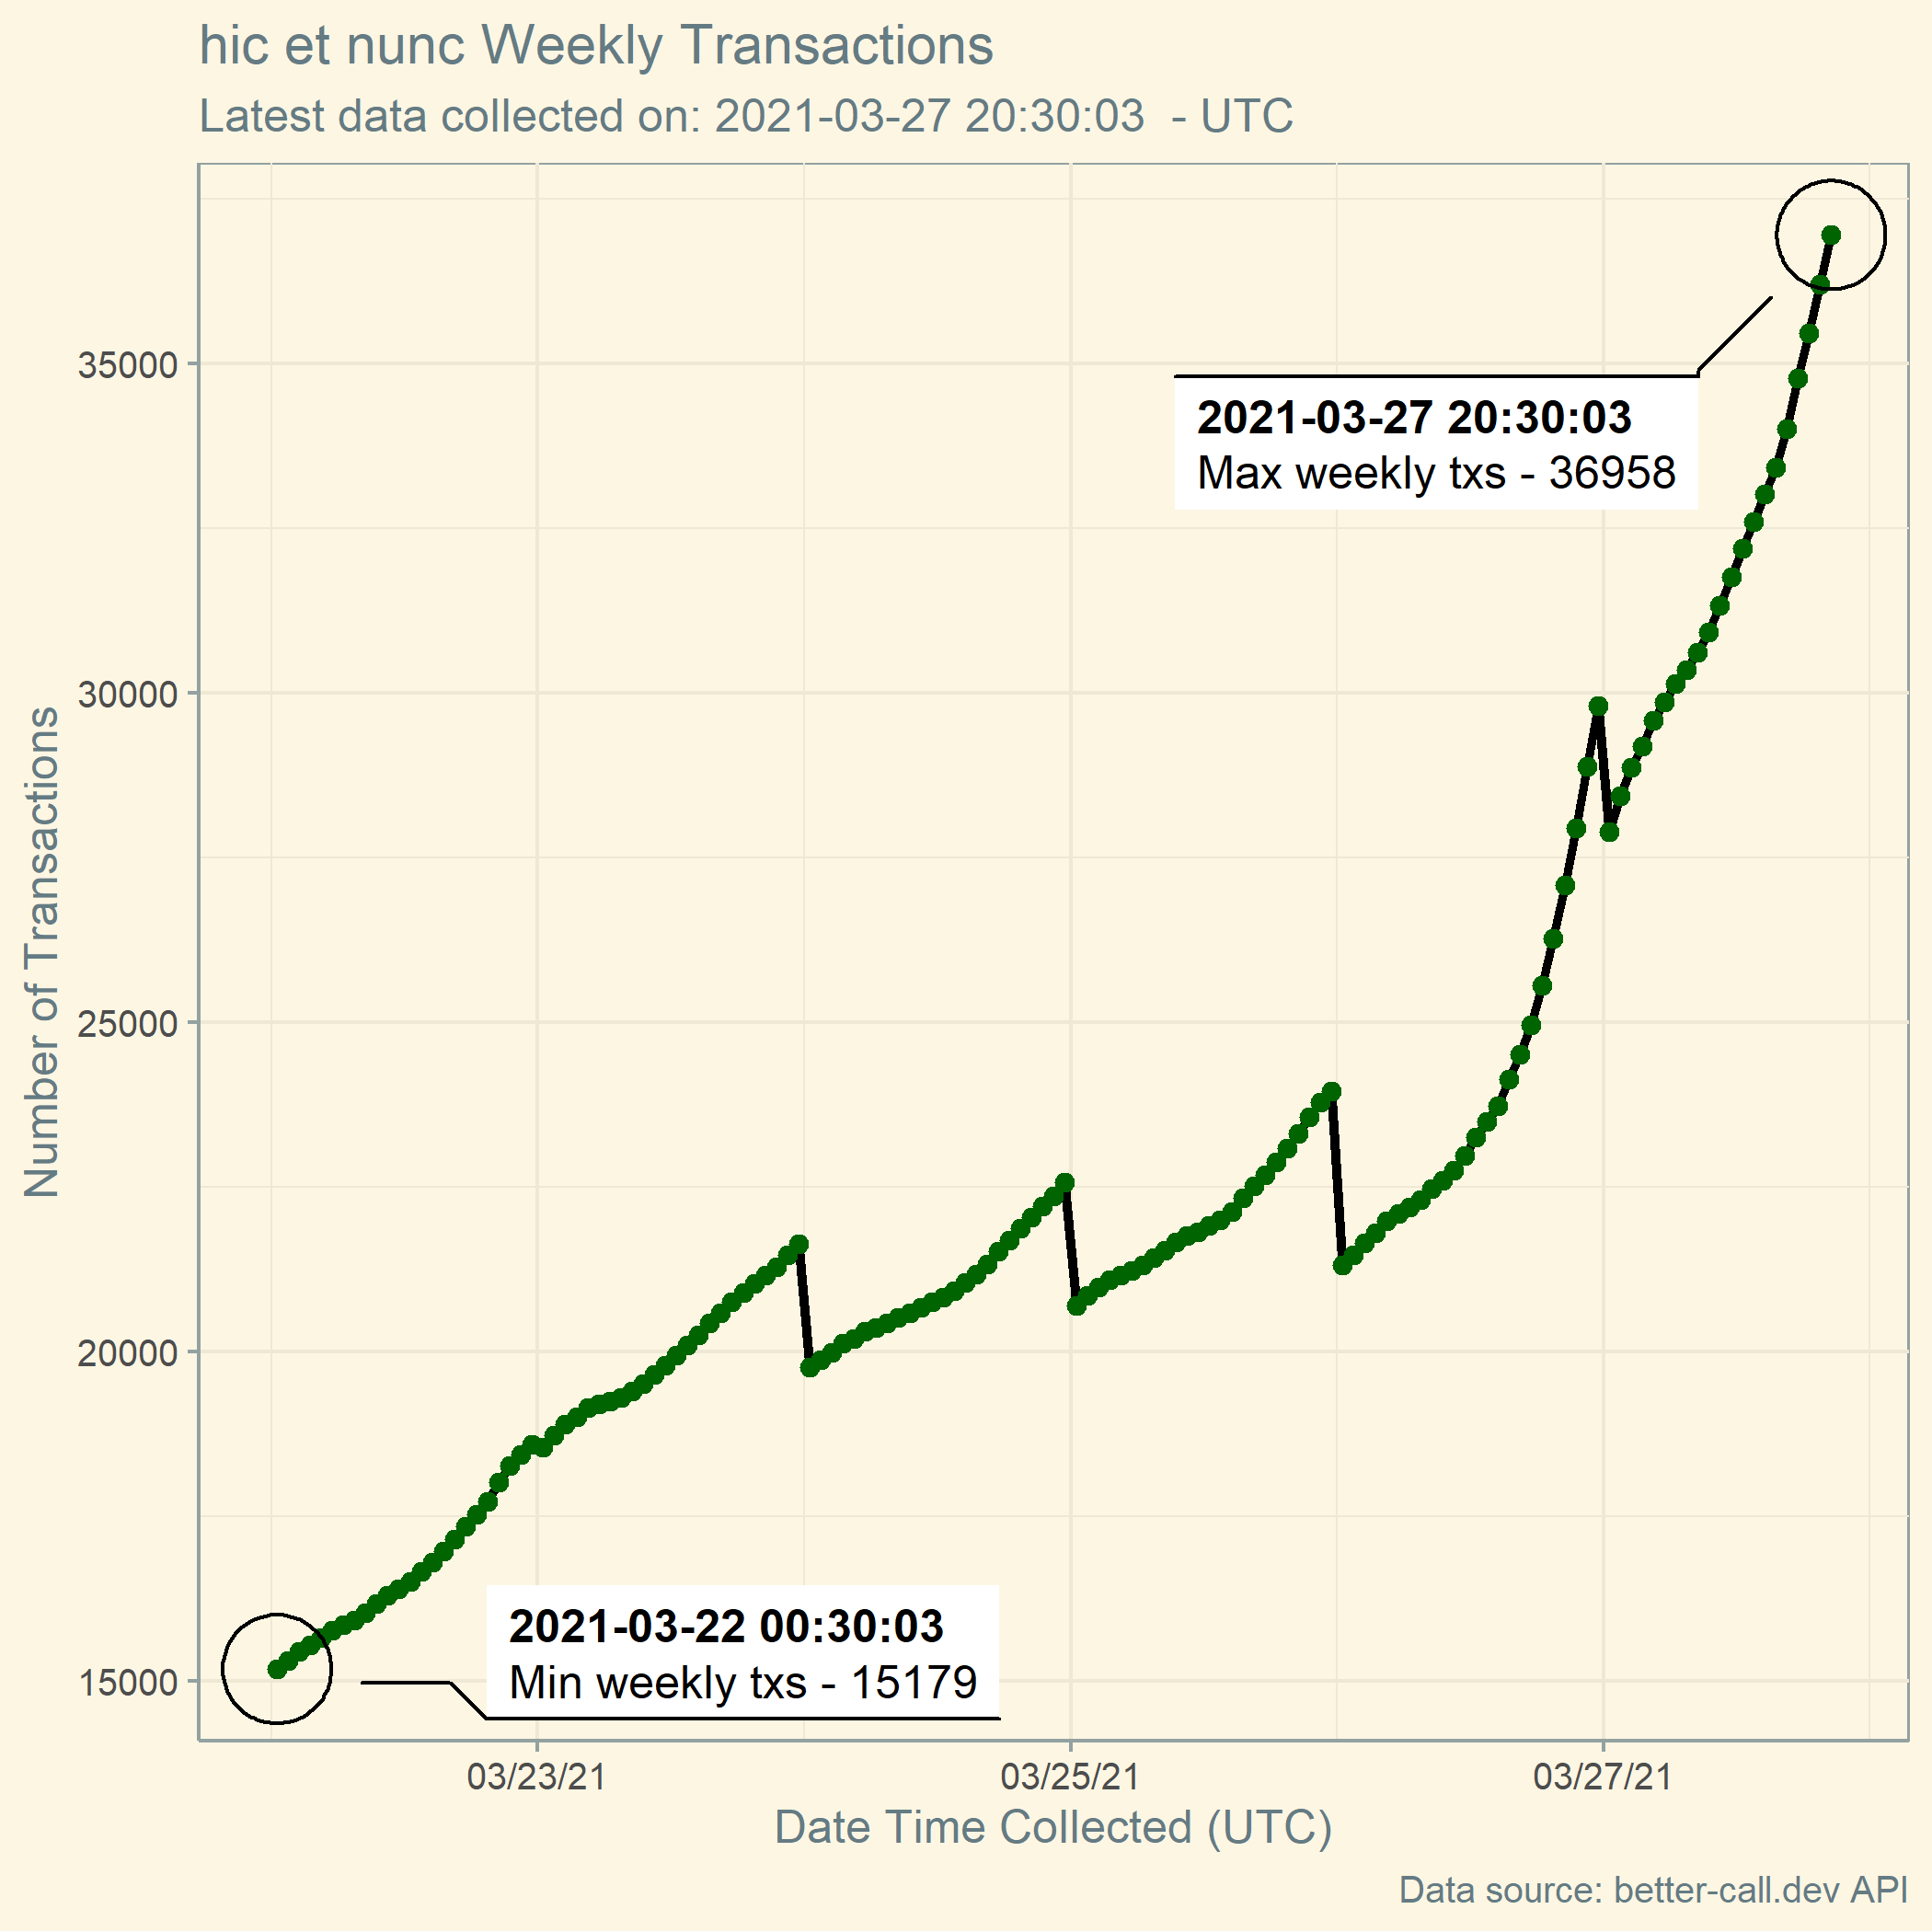 hic et nunc Weekly Transactions
Latest data collected on: 2021-03-27 20:30:03  - UTC
Number of Transactions
35000
30000
25000
20000
15000
2021-03-27 20:30:03
Max weekly txs - 36958
2021-03-22 00:30:03
Min weekly txs - 15179
03/23/21
03/25/21
03/27/21
Date Time Collected (UTC)
Data source: better-call.dev API